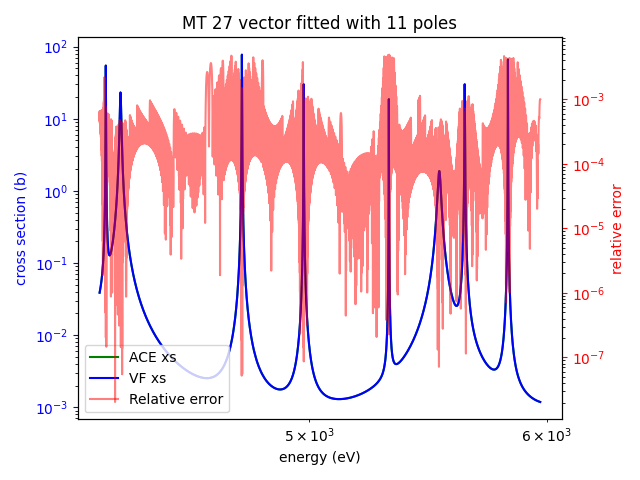 MT 27 vector fitted with 11 poles
10²
10¹
10⁰
10⁻¹
10⁻²
10⁻³
cross section (b)
10⁻³
10⁻⁴
10⁻⁵
10⁻⁶
10⁻⁷
relative error
ACE xs
VF xs
Relative error
5 × 10³
6 × 10³
energy (eV)